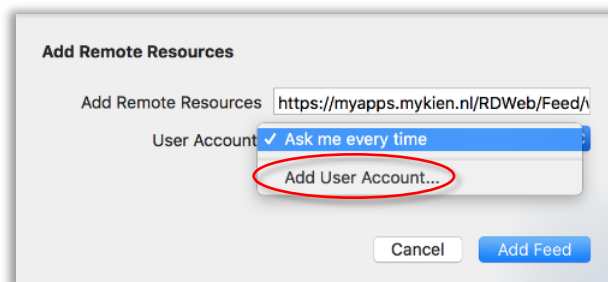 Add Remote Resources
Add Remote Resources https://myapps.mykien.nl/RDWeb/Feed/
User Account ✓ Ask me every time
Add User Account...
Cancel Add Feed